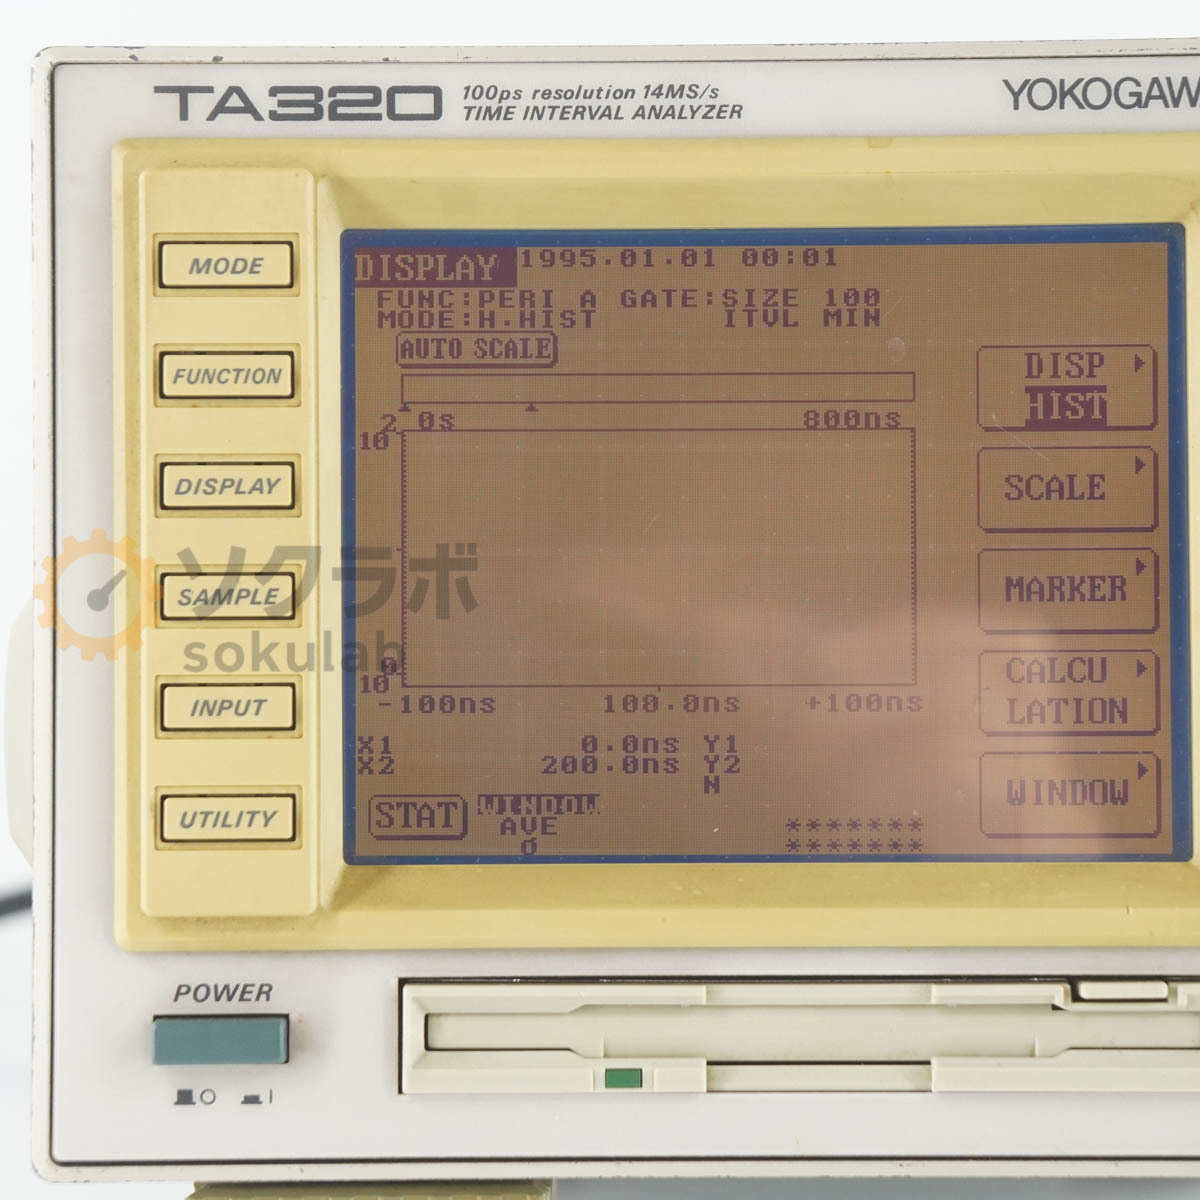 TA320
100ps resolution 14MS/s
TIME INTERVAL ANALYZER
YOKOGAW
MODE
FUNCTION
DISPLAY
SAMPLE
INPUT
UTILITY
DISPLAY 1995.01.01 00:01
FUNC:PERI A GATE:SIZE 100
MODE:H.HIST ITVL MIN
AUTO SCALE
2 0s 800ns
10
0
10
-100ns 100.0ns +100ns
X1 0.0ns Y1
X2 200.0ns Y2
N
STAT WINDOW
AVE *******
σ *******
DISP
HIST
SCALE
MARKER
CALCU
LATION
WINDOW
ソクラボ
sokulab
POWER